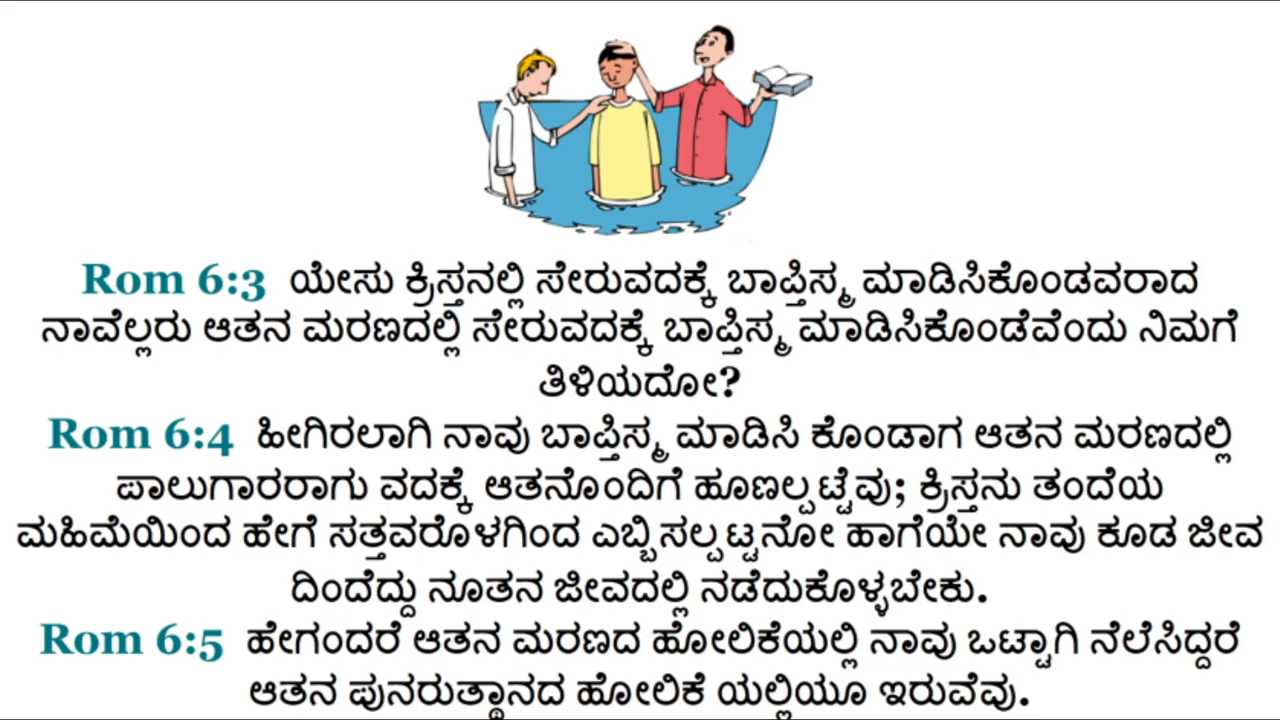 Rom 6:3 ಯೇಸು ಕ್ರಿಸ್ತನಲ್ಲಿ ಸೇರುವದಕ್ಕೆ ಬಾಪ್ತಿಸ್ಮ ಮಾಡಿಸಿಕೊಂಡವರಾದ
ನಾವೆಲ್ಲರು ಆತನ ಮರಣದಲ್ಲಿ ಸೇರುವದಕ್ಕೆ ಬಾಪ್ತಿಸ್ಮ ಮಾಡಿಸಿಕೊಂಡೆವೆಂದು ನಿಮಗೆ
ತಿಳಿಯದೋ?
Rom 6:4 ಹೀಗಿರಲಾಗಿ ನಾವು ಬಾಪ್ತಿಸ್ಮ ಮಾಡಿಸಿ ಕೊಂಡಾಗ ಆತನ ಮರಣದಲ್ಲಿ
ಪಾಲುಗಾರರಾಗು ವದಕ್ಕೆ ಆತನೊಂದಿಗೆ ಹೂಣಲ್ಪಟ್ಟೆವು; ಕ್ರಿಸ್ತನು ತಂದೆಯ
ಮಹಿಮೆಯಿಂದ ಹೇಗೆ ಸತ್ತವರೊಳಗಿಂದ ಎಬ್ಬಿಸಲ್ಪಟ್ಟನೋ ಹಾಗೆಯೇ ನಾವು ಕೂಡ ಜೀವ
ದಿಂದೆದ್ದು ನೂತನ ಜೀವದಲ್ಲಿ ನಡೆದುಕೊಳ್ಳಬೇಕು.
Rom 6:5 ಹೇಗಂದರೆ ಆತನ ಮರಣದ ಹೋಲಿಕೆಯಲ್ಲಿ ನಾವು ಒಟ್ಟಾಗಿ ನೆಲೆಸಿದ್ದರೆ
ಆತನ ಪುನರುತ್ಥಾನದ ಹೋಲಿಕೆ ಯಲ್ಲಿಯೂ ಇರುವೆವು.